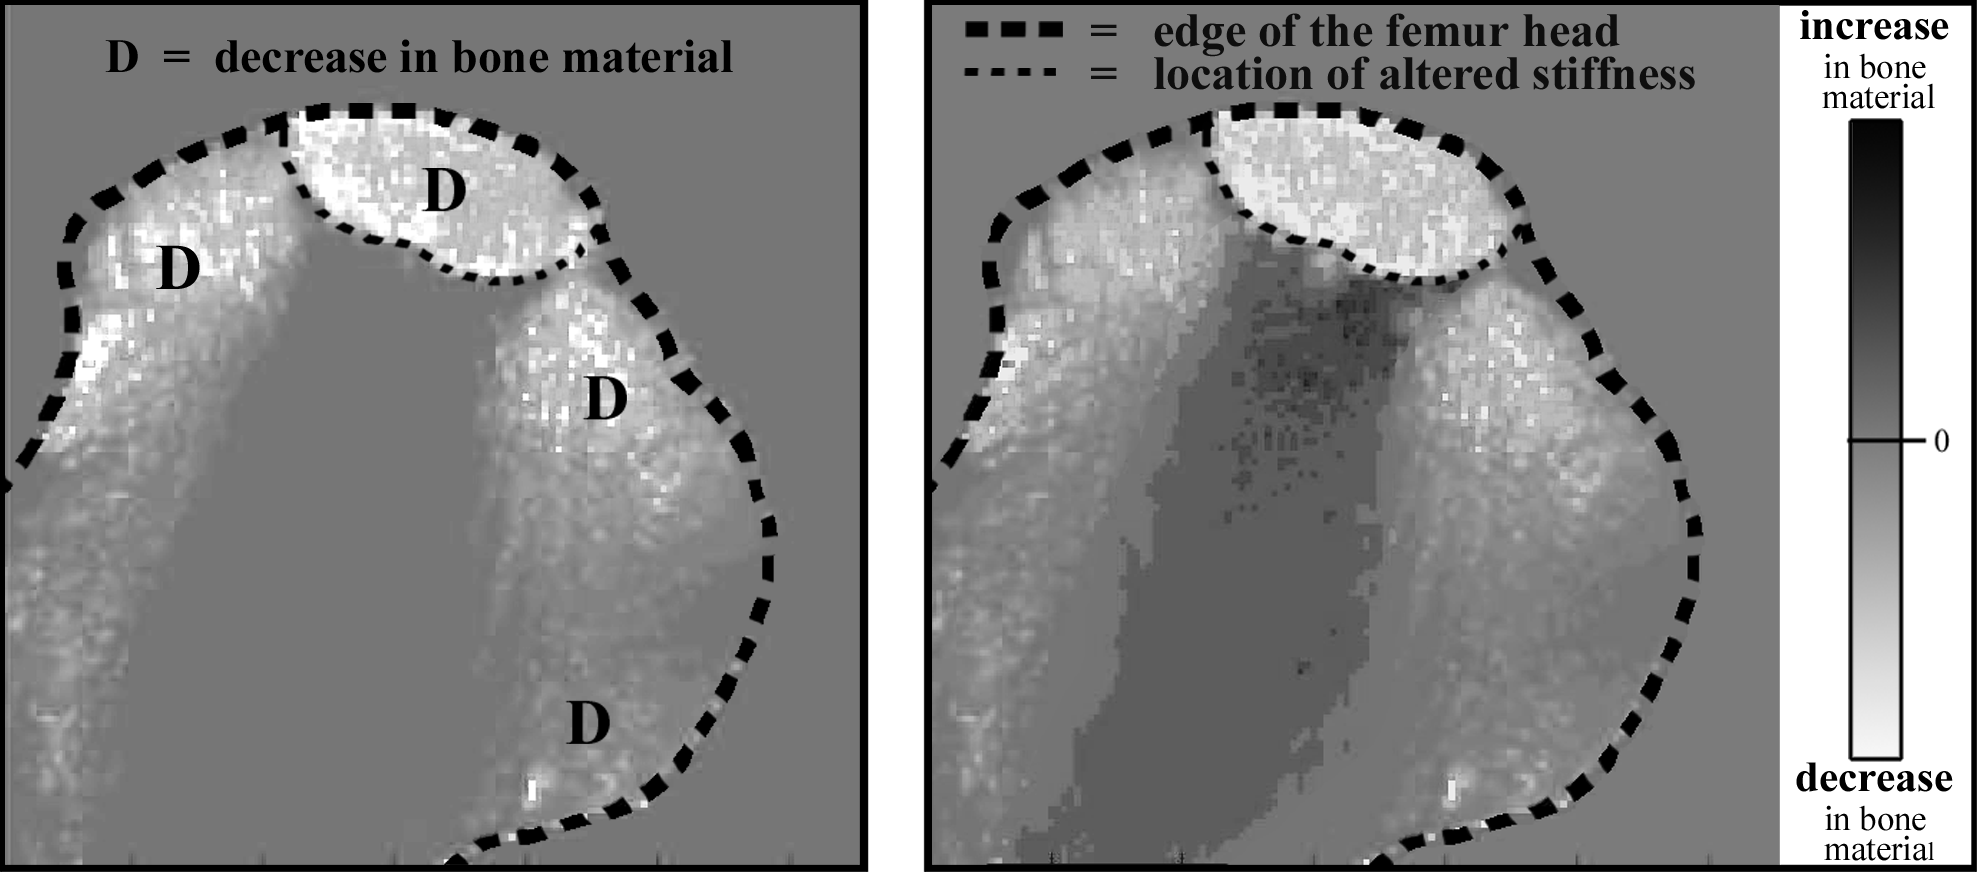 D = decrease in bone material
D
D
D
D
= edge of the femur head
= location of altered stiffness
increase
in bone
material
0
decrease
in bone
material